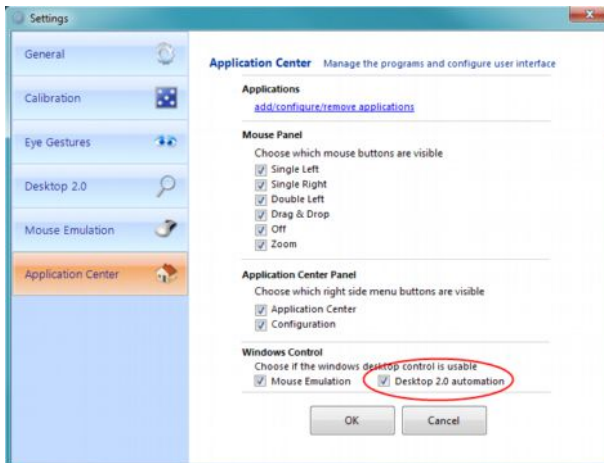 Settings
General
Calibration
Eye Gestures
Desktop 2.0
Mouse Emulation
Application Center
Application Center Manage the programs and configure user interface
Applications
add/configure/remove applications
Mouse Panel
Choose which mouse buttons are visible
Single Left
Single Right
Double Left
Drag & Drop
Off
Zoom
Application Center Panel
Choose which right side menu buttons are visible
Application Center
Configuration
Windows Control
Choose if the windows desktop control is usable
Mouse Emulation Desktop 2.0 automation
OK Cancel